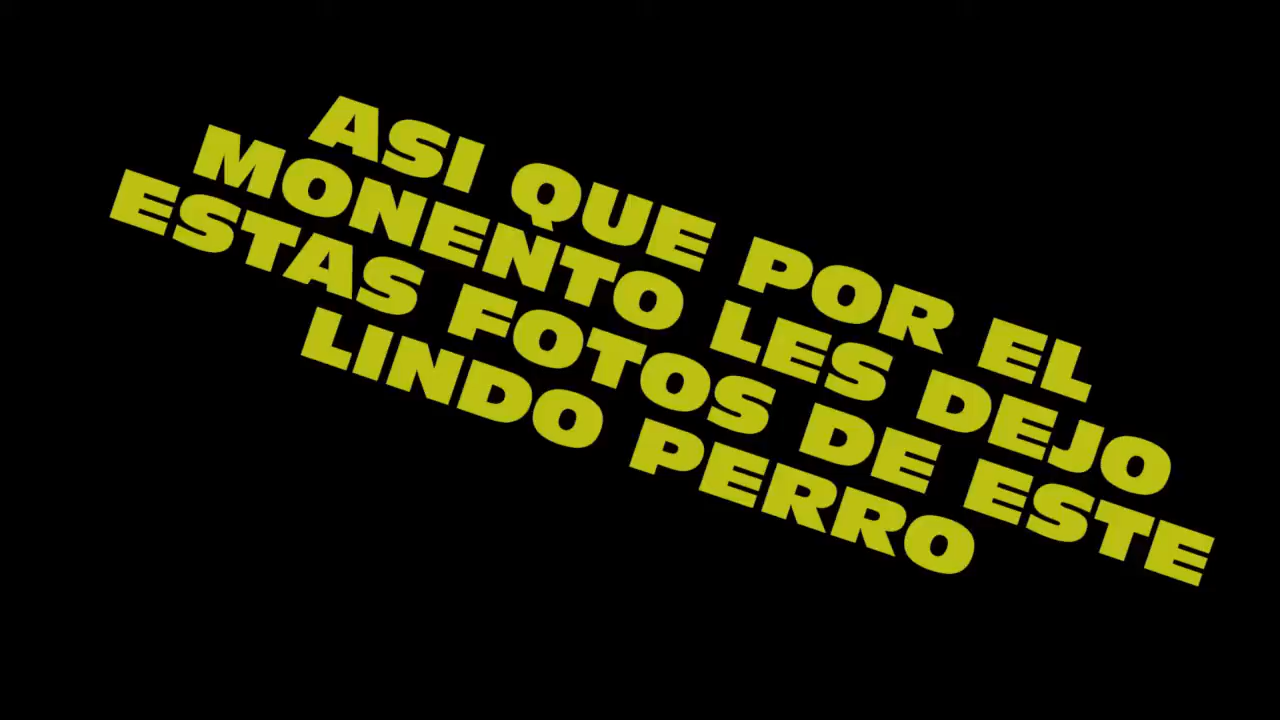 ASI QUE POR EL
MONENTO LES DEJO
ESTAS FOTOS DE ESTE
LINDO PERRO